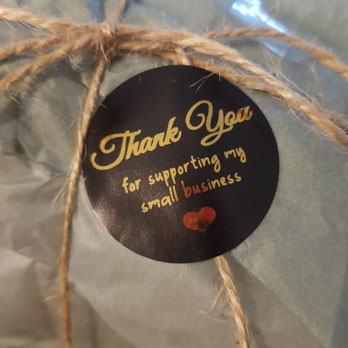 Thank You
for supporting my
small business